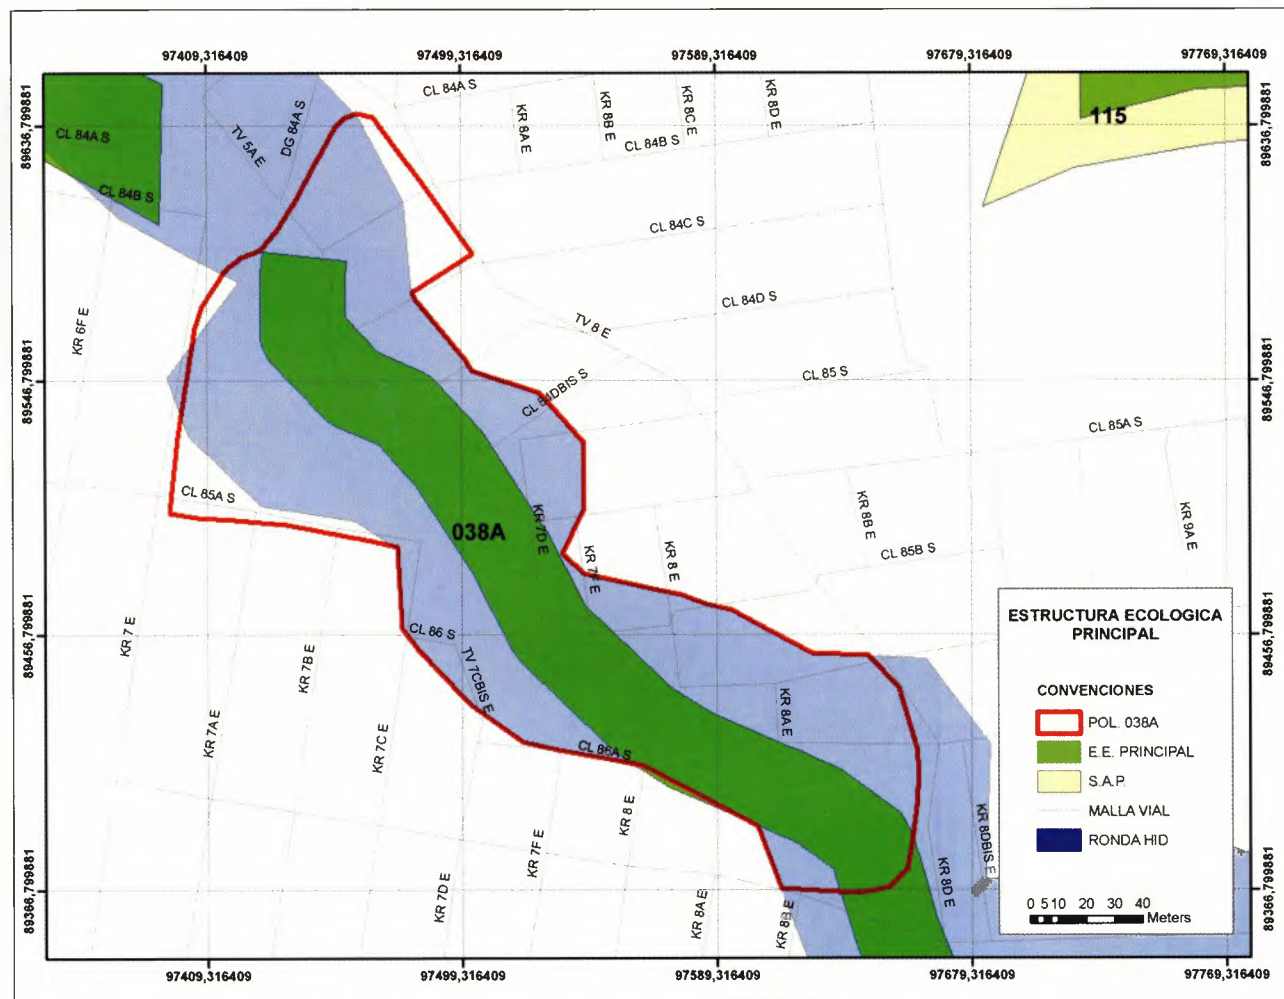 97409,316409 97499,316409 97589,316409 97679,316409 97769,316409
89636,799881
89636,799881
CL 84A S
TV 5A E
DG 84A S
CL 84A S
KR 8A E
KR 8B E
KR 8C E
KR 8D E
115
CL 84B S
CL 84B S
CL 84C S
CL 84D S
TV 8 E
KR 6F E
89546,799881
89546,799881
CL 85 S
CL 84DBIS S
CL 85A S
CL 85A S
038A
KR 7D E
KR 7F E
KR 8 E
KR 8B E
CL 85B S
KR 9A E
89456,799881
89456,799881
KR 7 E
KR 7B E
CL 86 S
TV 7CBIS E
KR 7A E
KR 7C E
CL 86A S
KR 8A E
KR 8 E
KR 7F E
KR 7D E
KR 8A E
KR 8B E
KR 8D E
KR 8DBIS E
89366,799881
89366,799881
ESTRUCTURA ECOLOGICA
PRINCIPAL
CONVENCIONES
POL. 038A
E.E. PRINCIPAL
S.A.P.
MALLA VIAL
RONDA HID
0 5 10 20 30 40
Meters
97409,316409 97499,316409 97589,316409 97679,316409 97769,316409